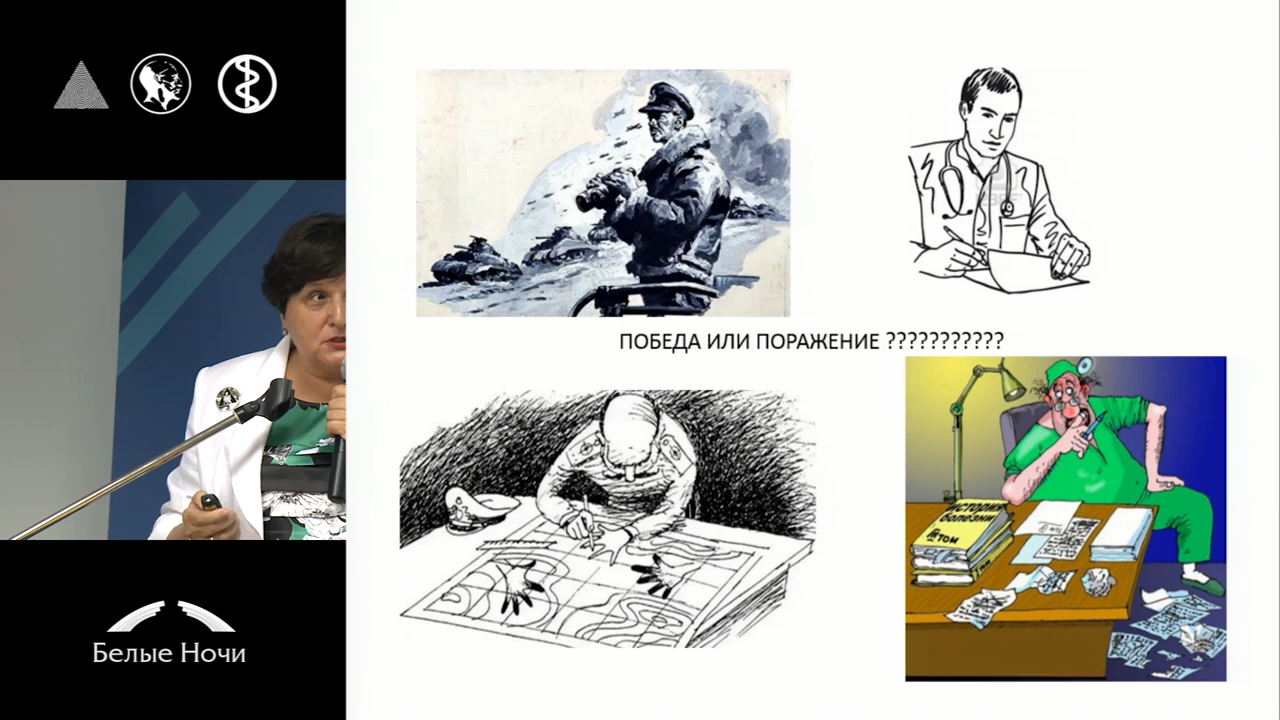 ПОБЕДА ИЛИ ПОРАЖЕНИЕ ???????????
ИСТОРИЯ
болезни
том
Белые Ночи